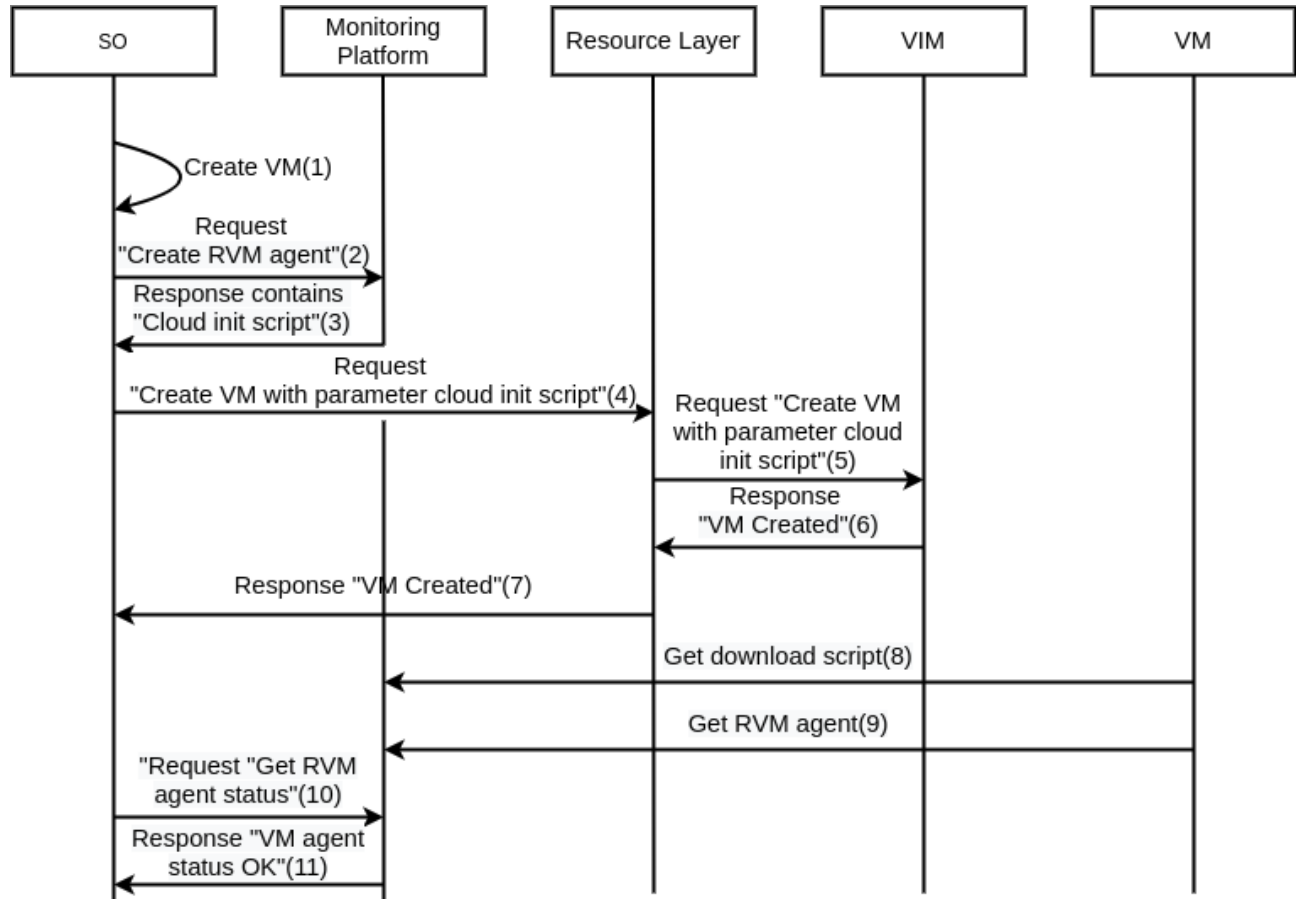 SO
Monitoring
Platform
Resource Layer
VIM
VM
Create VM(1)
Request
"Create RVM agent"(2)
Response contains
"Cloud init script"(3)
Request
"Create VM with parameter cloud init script"(4)
Request "Create VM
with parameter cloud
init script"(5)
Response
"VM Created"(6)
Response "VM Created"(7)
Get download script(8)
Get RVM agent(9)
"Request "Get RVM
agent status"(10)
Response "VM agent
status OK"(11)